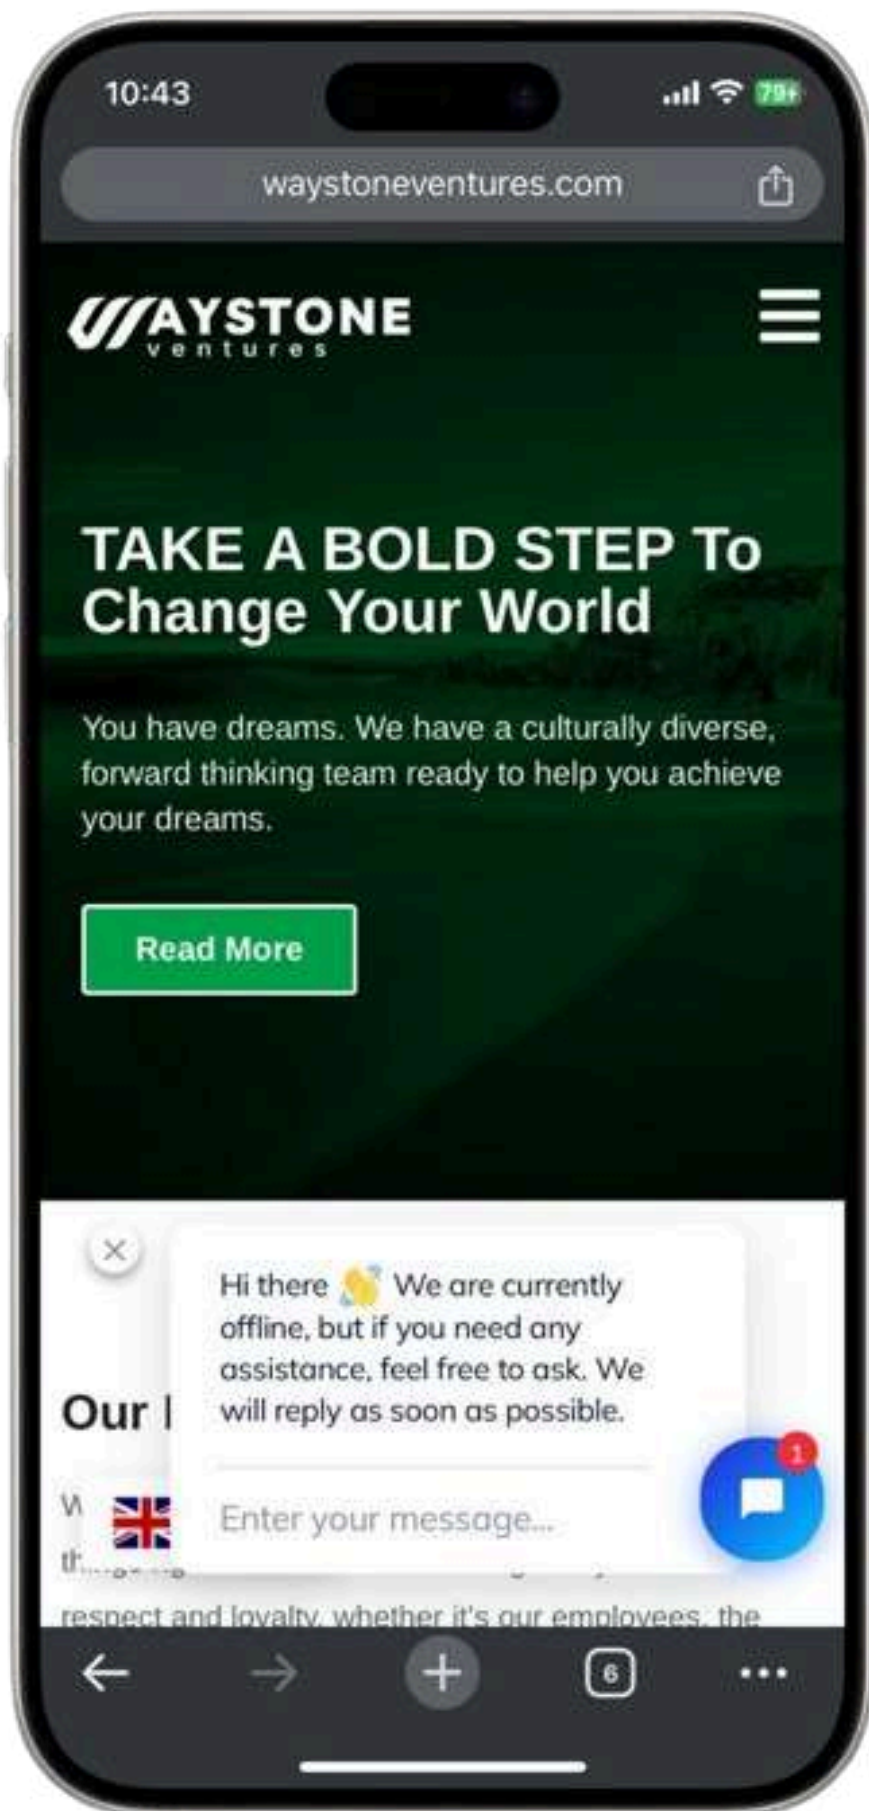 10:43
79
waystoneventures.com
WAYSTONE
ventures
TAKE A BOLD STEP To
Change Your World
You have dreams. We have a culturally diverse,
forward thinking team ready to help you achieve
your dreams.
Read More
Hi there 👋 We are currently
offline, but if you need any
assistance, feel free to ask. We
will reply as soon as possible.
Our
1
Enter your message...
respect and loyalty, whether it's our employees, the
6